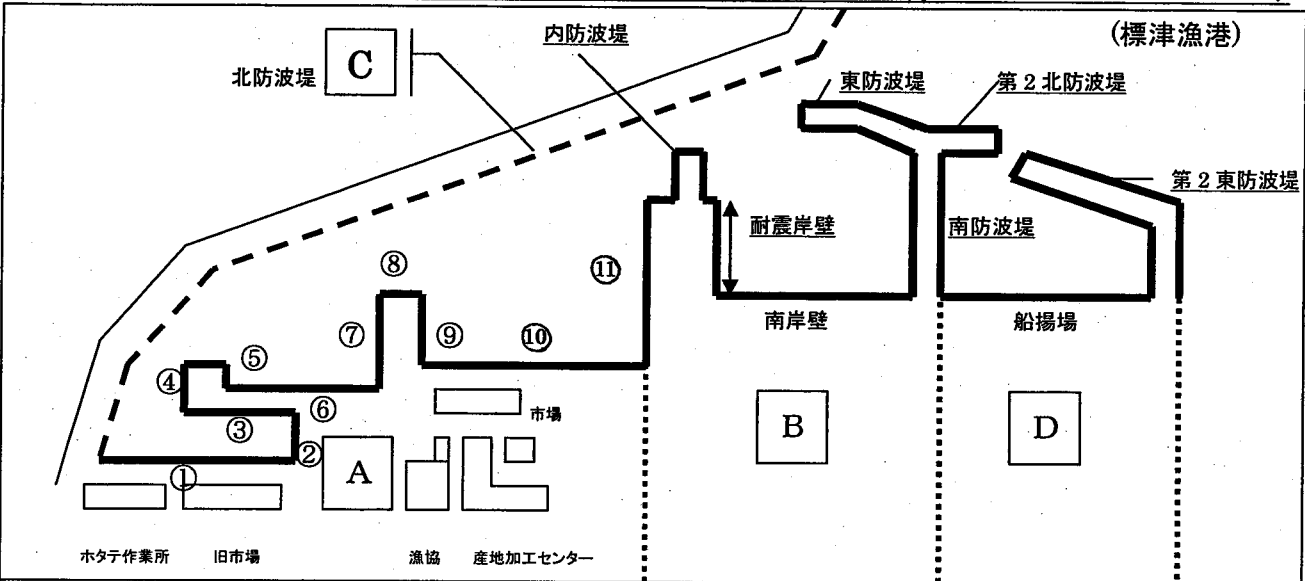 (標津漁港)
内防波堤
北防波堤
C
東防波堤
第2北防波堤
第2東防波堤
耐震岸壁
南防波堤
⑧
⑪
⑦
⑨
⑩
南岸壁
船揚場
⑤
④
⑥
③
②
①
市場
A
B
D
ホタテ作業所
旧市場
漁協
産地加工センター